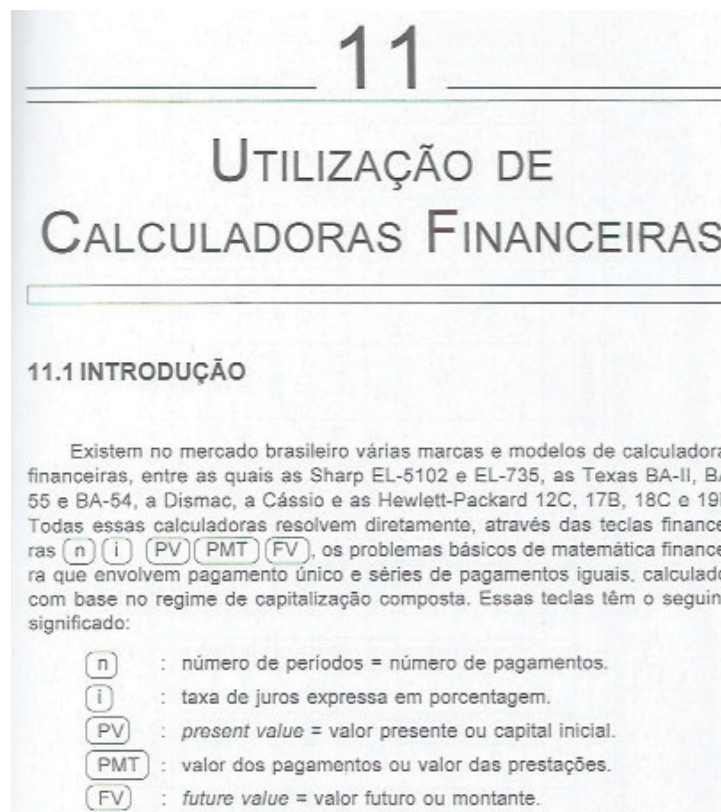 11
UTILIZAÇÃO DE
CALCULADORAS FINANCEIRAS
11.1 INTRODUÇÃO
Existem no mercado brasileiro várias marcas e modelos de calculadora
financeiras, entre as quais as Sharp EL-5102 e EL-735, as Texas BA-II, BA
55 e BA-54, a Dismac, a Cássio e as Hewlett-Packard 12C, 17B, 18C e 19B
Todas essas calculadoras resolvem diretamente, através das teclas finance
ras n i PV PMT FV, os problemas básicos de matemática finance
ra que envolvem pagamento único e séries de pagamentos iguais, calculado
com base no regime de capitalização composta. Essas teclas têm o seguin
significado:
n : número de períodos = número de pagamentos.
i : taxa de juros expressa em porcentagem.
PV : present value = valor presente ou capital inicial.
PMT : valor dos pagamentos ou valor das prestações.
FV : future value = valor futuro ou montante.